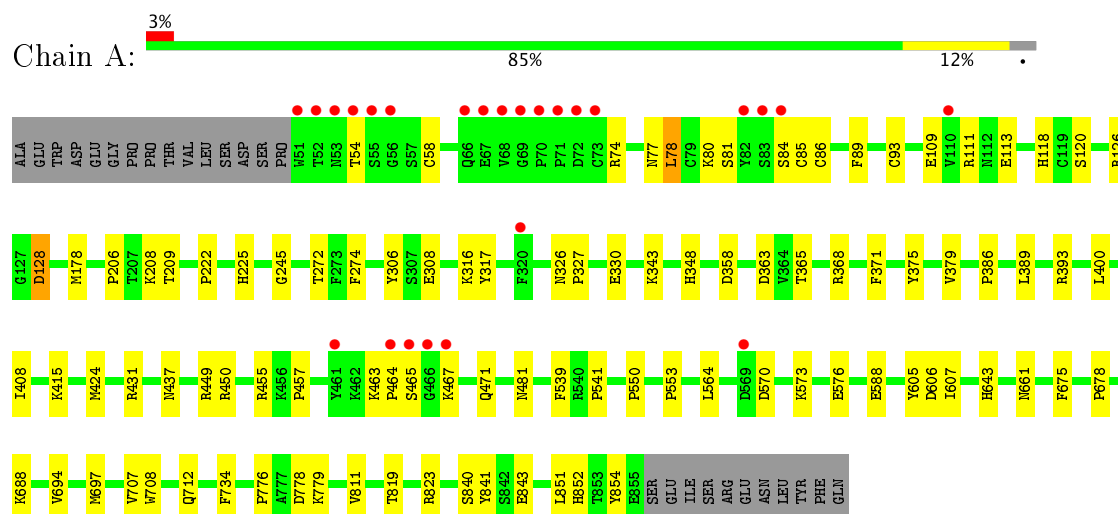 3%
Chain A:
85% 12% •
ALA GLU TRP ASP GLU GLY PRO PRO THR VAL LEU SER ASP SER PRO W51 T52 N53 T54 S55 G56 S57 C58 Q66 E67 V68 G69 P70 P71 D72 C73 R74 N77 L78 C79 K80 S81 Y82 S83 S84 C85 C86 F89 C93 E109 V110 R111 N112 E113 H118 C119 S120 R126
G127 D128 M178 P206 T207 K208 T209 P222 H225 G245 T272 F273 F274 Y306 S307 E308 K316 Y317 F320 N326 P327 E330 K343 H348 D358 D363 V364 T365 R368 F371 Y375 V379 P386 L399 R393 L400
I408 K415 M424 R431 N437 R449 R450 R455 K456 P457 Y461 K462 K463 P464 S465 G466 K467 Q471 N481 F539 R540 P541 P550 P553 L564 D569 D570 K573 E576 E588 Y605 D606 I607 H643 N661 F675 P678
K688 V694 M697 V707 W708 Q712 F734 P776 A777 D778 K779 V811 T819 R823 S840 Y841 S842 E843 L851 H852 T853 Y854 E855 SER GLU ILE SER ARG GLU ASN LEU TYR PHE GLN